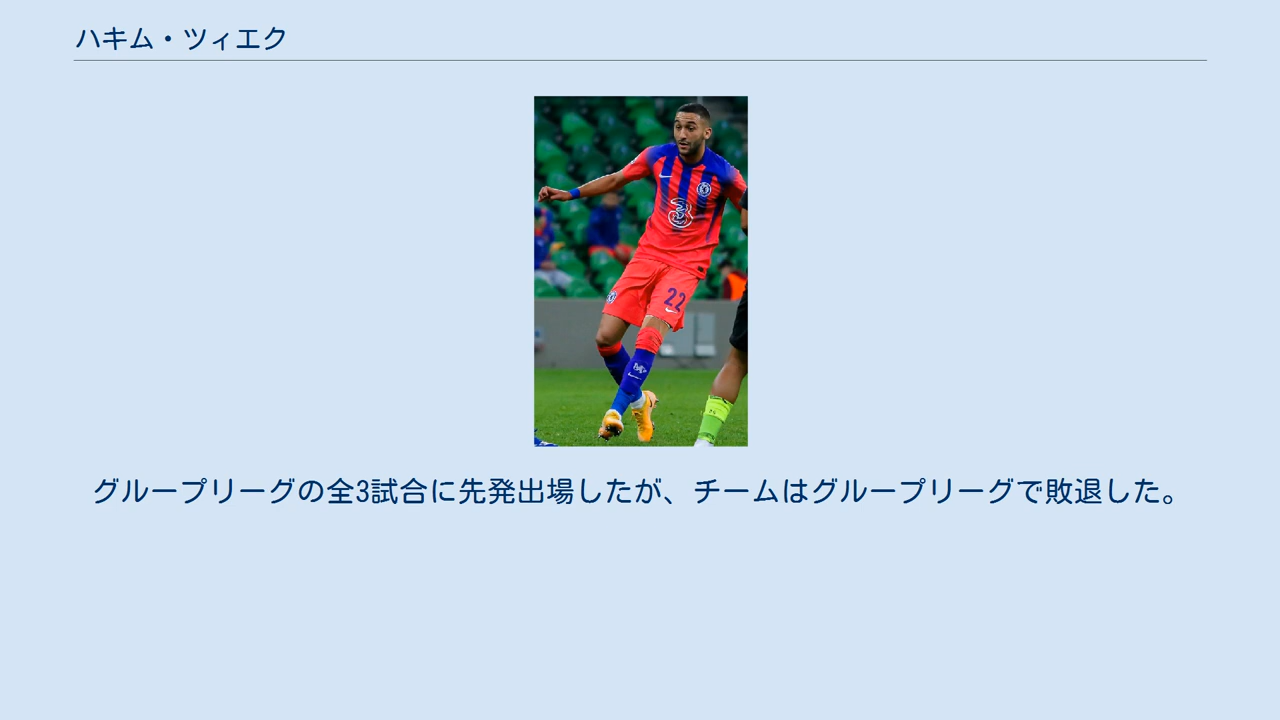 ハキム・ツィエク
3
22
グループリーグの全3試合に先発出場したが、チームはグループリーグで敗退した。